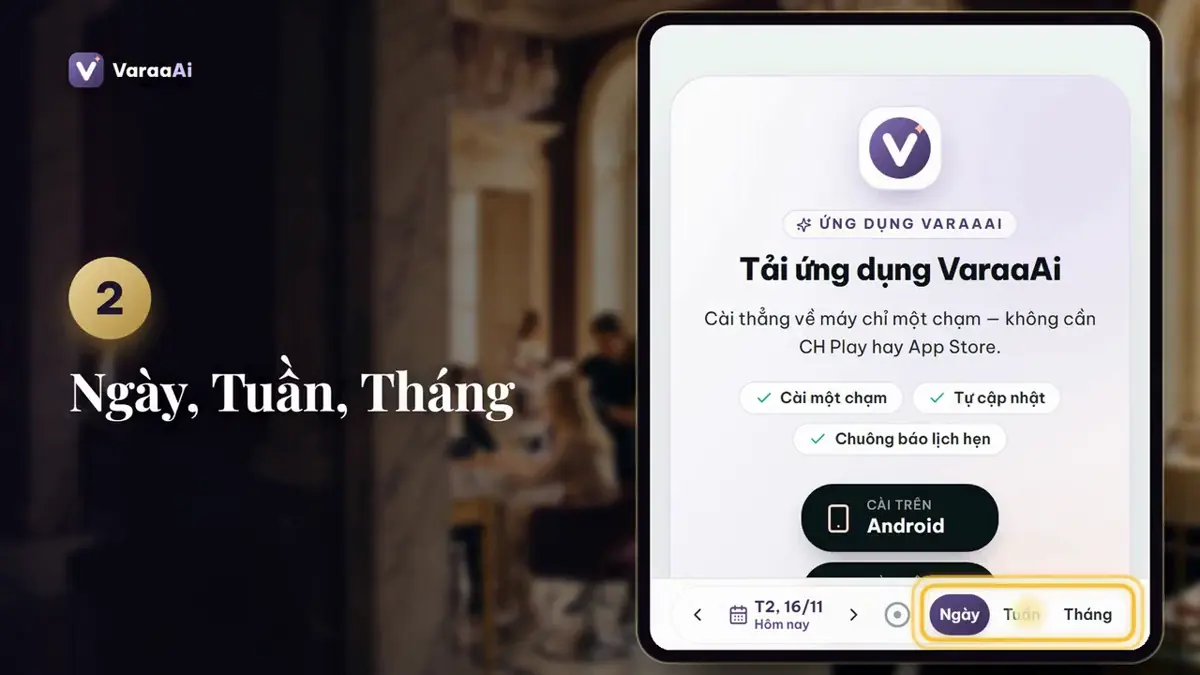 VaraaAi
2
Ngày, Tuần, Tháng
ỨNG DỤNG VARAAAI
Tải ứng dụng VaraaAi
Cài thẳng về máy chỉ một chạm — không cần
CH Play hay App Store.
Cài một chạm
Tự cập nhật
Chuông báo lịch hẹn
CÀI TRÊN
Android
T2, 16/11
Hôm nay
Ngày
Tuần
Tháng